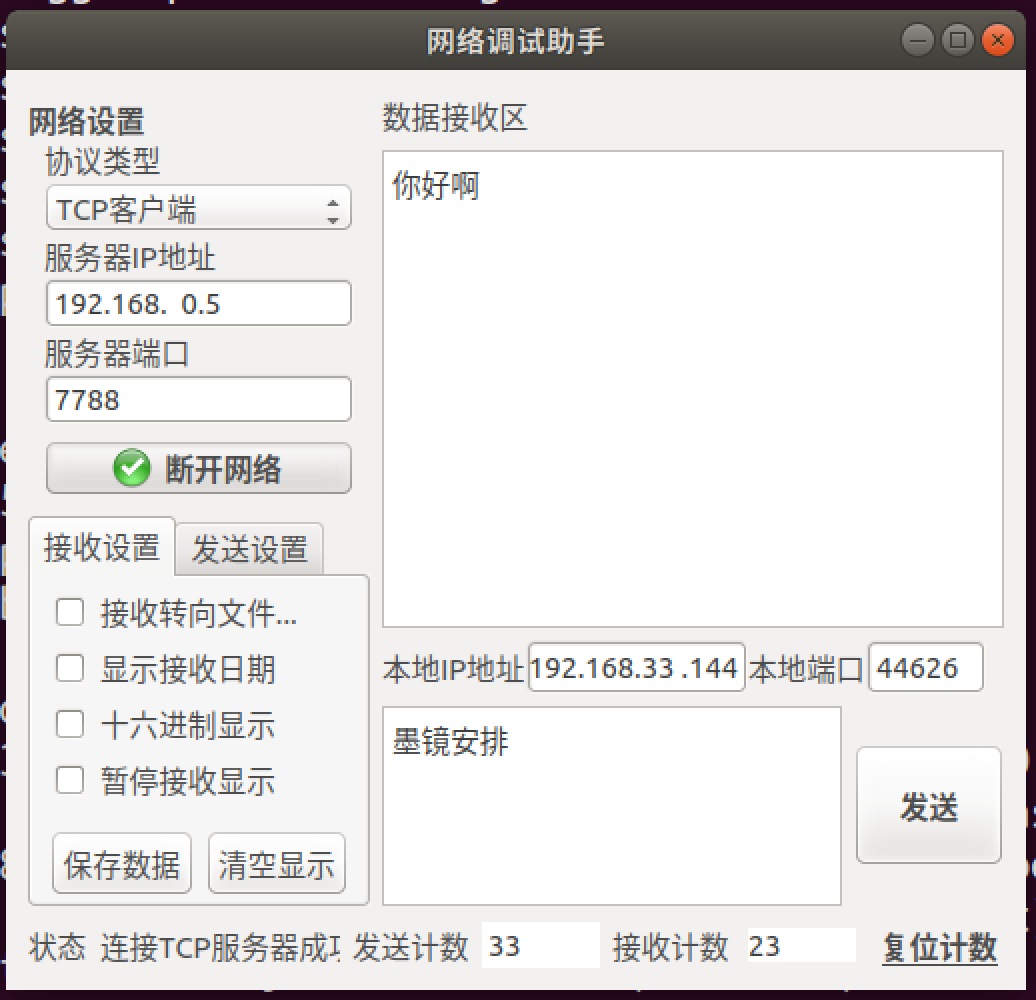 网络调试助手
网络设置
协议类型
TCP客户端
服务器IP地址
192.168.  0.5
服务器端口
7788
断开网络
接收设置 发送设置
接收转向文件...
显示接收日期
十六进制显示
暂停接收显示
保存数据 清空显示
数据接收区
你好啊
本地IP地址 192.168.33 .144 本地端口 44626
墨镜安排
发送
状态 连接TCP服务器成 发送计数 33 接收计数 23 复位计数